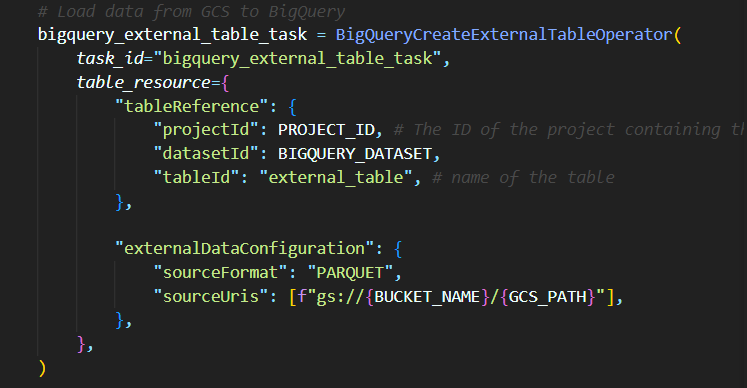 # Load data from GCS to BigQuery
bigquery_external_table_task = BigQueryCreateExternalTableOperator(
task_id="bigquery_external_table_task",
table_resource={
"tableReference": {
"projectId": PROJECT_ID, # The ID of the project containing
"datasetId": BIGQUERY_DATASET,
"tableId": "external_table", # name of the table
},
"externalDataConfiguration": {
"sourceFormat": "PARQUET",
"sourceUris": [f"gs://{BUCKET_NAME}/{GCS_PATH}"],
},
},
)